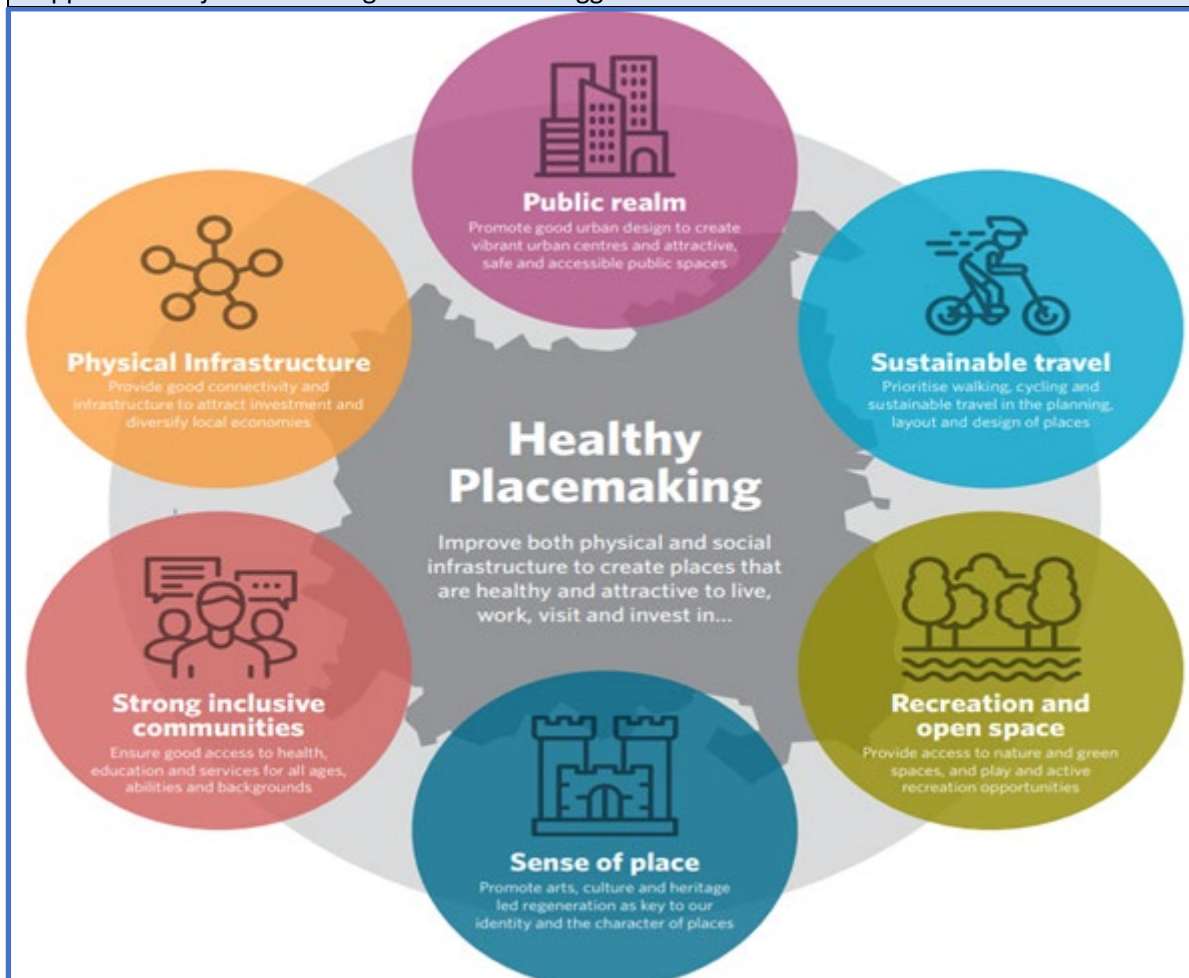 Public realm
Promote good urban design to create
vibrant urban centres and attractive,
safe and accessible public spaces
Physical Infrastructure
Provide good connectivity and
infrastructure to attract investment and
diversify local economies
Sustainable travel
Prioritise walking, cycling and
sustainable travel in the planning,
layout and design of places
Healthy
Placemaking
Improve both physical and social
infrastructure to create places that
are healthy and attractive to live,
work, visit and invest in...
Strong inclusive
communities
Ensure good access to health,
education and services for all ages,
abilities and backgrounds
Recreation and
open space
Provide access to nature and green
spaces, and play and active
recreation opportunities
Sense of place
Promote arts, culture and heritage
led regeneration as key to our
identity and the character of places